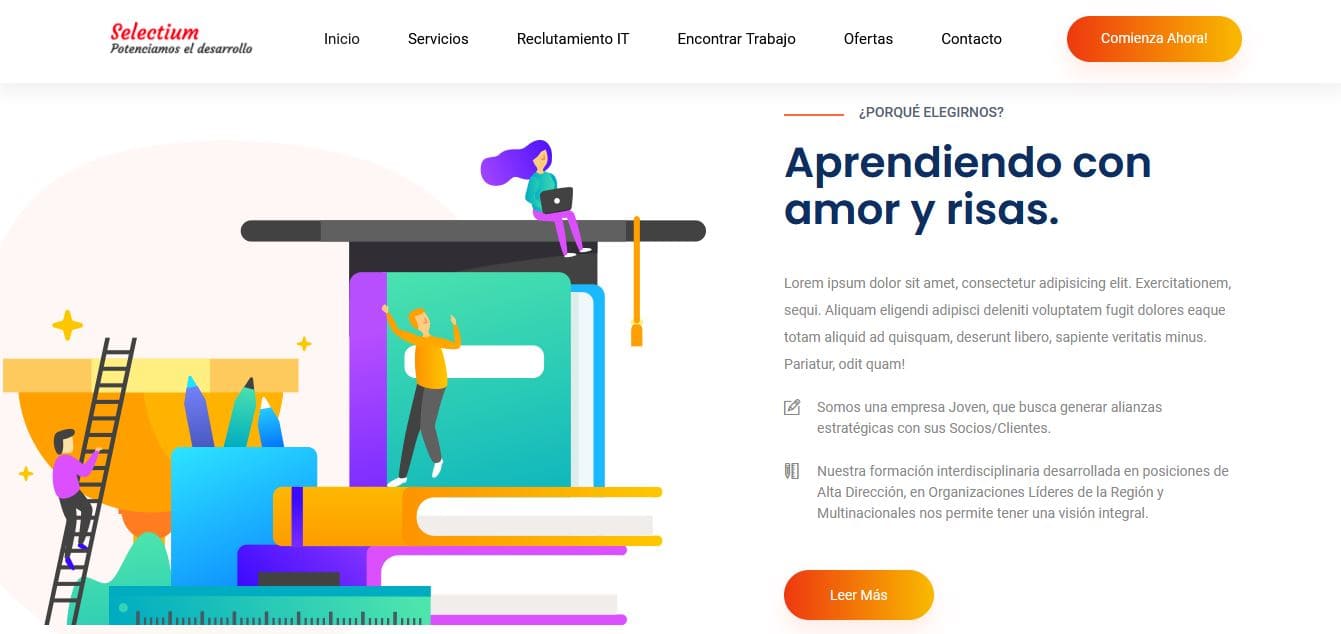 Selectium
Potenciamos el desarrollo
Inicio
Servicios
Reclutamiento IT
Encontrar Trabajo
Ofertas
Contacto
Comienza Ahora!
¿PORQUÉ ELEGIRNOS?
Aprendiendo con
amor y risas.
Lorem ipsum dolor sit amet, consectetur adipisicing elit. Exercitationem,
sequi. Aliquam eligendi adipisci deleniti voluptatem fugit dolores eaque
totam aliquid ad quisquam, deserunt libero, sapiente veritatis minus.
Pariatur, odit quam!
Somos una empresa Joven, que busca generar alianzas
estratégicas con sus Socios/Clientes.
Nuestra formación interdisciplinaria desarrollada en posiciones de
Alta Dirección, en Organizaciones Líderes de la Región y
Multinacionales nos permite tener una visión integral.
Leer Más